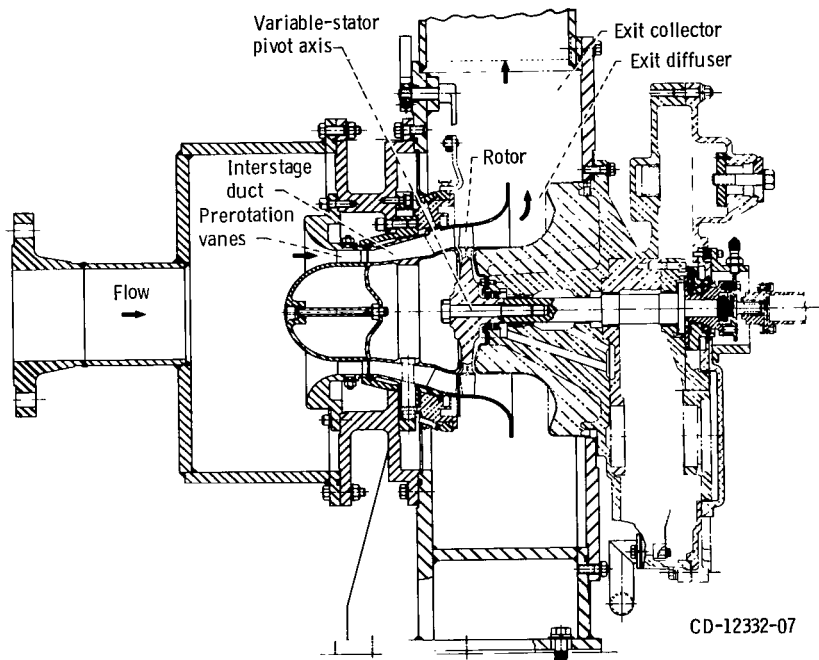 Variable-stator
pivot axis
Exit collector
Exit diffuser
Interstage
duct
Rotor
Prerotation
vanes
Flow
CD-12332-07